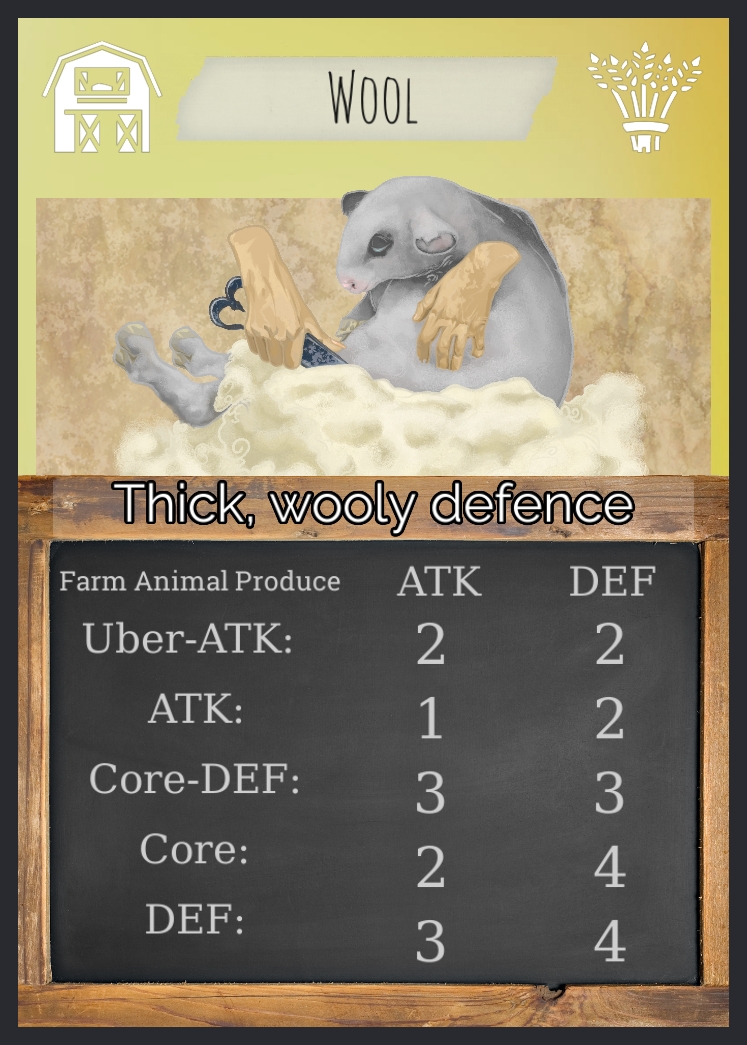 Wool
Thick, wooly defence
Farm Animal Produce ATK DEF
Uber-ATK: 2 2
ATK: 1 2
Core-DEF: 3 3
Core: 2 4
DEF: 3 4